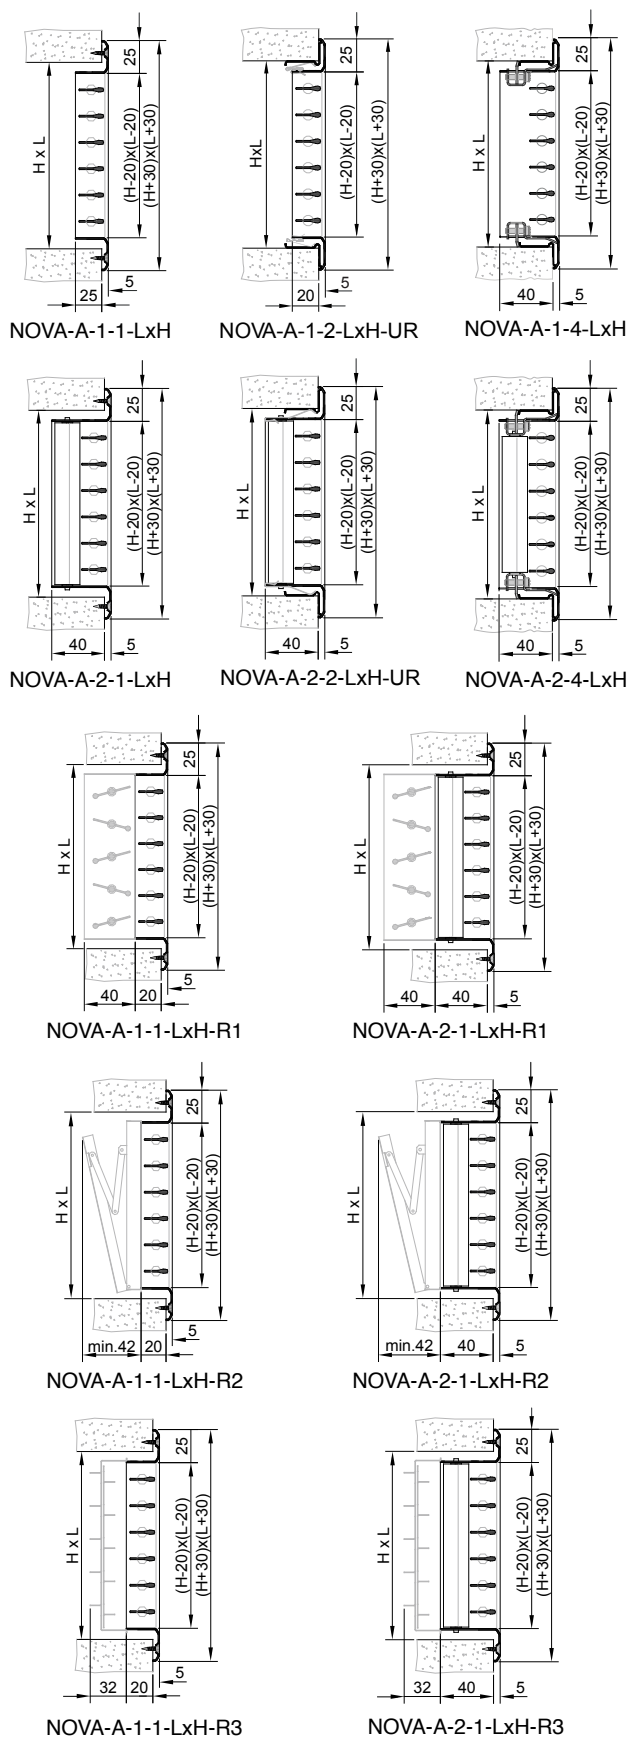 25
H x L
(H-20)x(L-20)
(H+30)x(L+30)
5
25
NOVA-A-1-1-LxH
25
HxL
(H-20)x(L-20)
(H+30)x(L+30)
5
20
NOVA-A-1-2-LxH-UR
25
H x L
(H-20)x(L-20)
(H+30)x(L+30)
40
5
NOVA-A-1-4-LxH
25
H x L
(H-20)x(L-20)
(H+30)x(L+30)
40
5
NOVA-A-2-1-LxH
25
H x L
(H-20)x(L-20)
(H+30)x(L+30)
40
5
NOVA-A-2-2-LxH-UR
25
H x L
(H-20)x(L-20)
(H+30)x(L+30)
40
5
NOVA-A-2-4-LxH
25
H x L
(H-20)x(L-20)
(H+30)x(L+30)
5
40
20
NOVA-A-1-1-LxH-R1
25
H x L
(H-20)x(L-20)
(H+30)x(L+30)
40
40
5
NOVA-A-2-1-LxH-R1
25
H x L
(H-20)x(L-20)
(H+30)x(L+30)
5
min.42
20
NOVA-A-1-1-LxH-R2
25
H x L
(H-20)x(L-20)
(H+30)x(L+30)
min.42
40
5
NOVA-A-2-1-LxH-R2
25
H x L
(H-20)x(L-20)
(H+30)x(L+30)
5
32
20
NOVA-A-1-1-LxH-R3
25
H x L
(H-20)x(L-20)
(H+30)x(L+30)
32
40
5
NOVA-A-2-1-LxH-R3